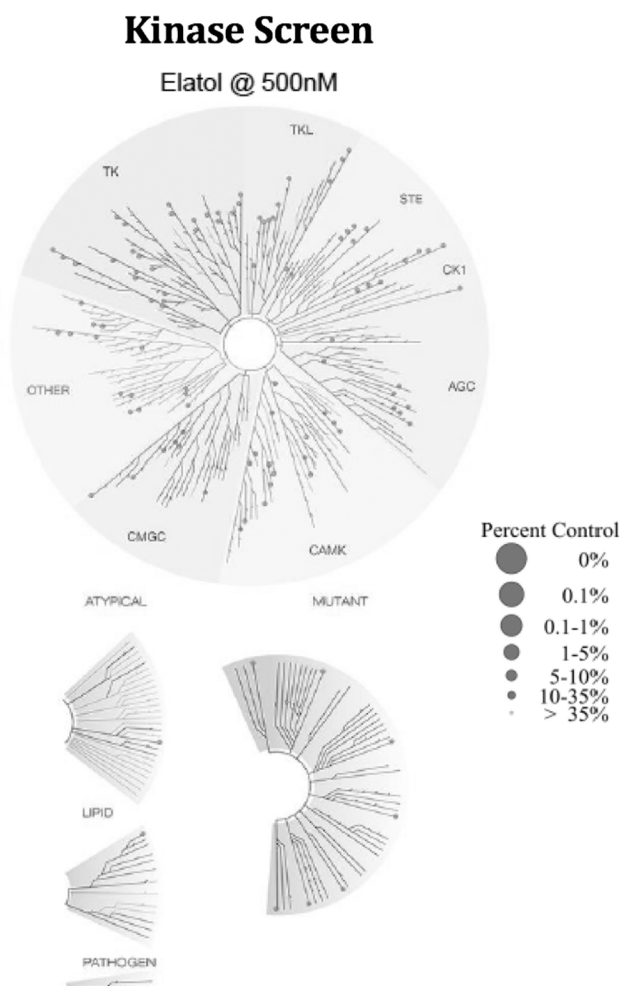 Kinase Screen
Elatol @ 500nM
TKL
TK
STE
CK1
AGC
OTHER
CMGC
CAMK
Percent Control
0%
0.1%
0.1-1%
1-5%
5-10%
10-35%
> 35%
ATYPICAL
MUTANT
LIPID
PATHOGEN